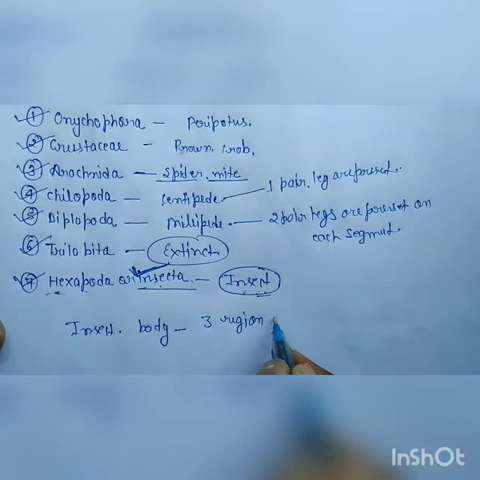 ① Onychophora — Peripatus.
② Crustaceae — Prawn, Crab.
③ Arachnida — Spider, mite
④ Chilopoda — Centipede — 1 pair leg are present.
⑤ Diplopoda — Millipede — 2 pair legs are present on each segment.
⑥ Trilobita — Extinct
⑦ Hexapoda or insecta — Insect
Insect body — 3 region
InShOt